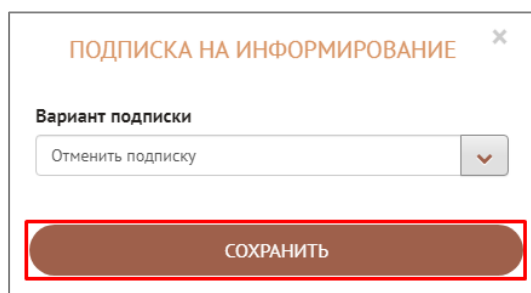 ПОДПИСКА НА ИНФОРМИРОВАНИЕ
Вариант подписки
Отменить подписку
СОХРАНИТЬ